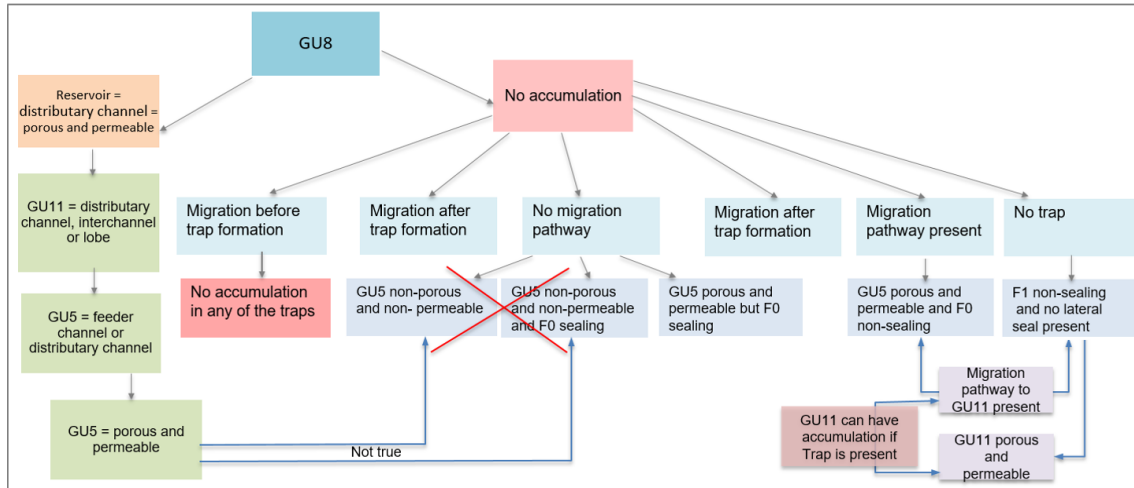 GU8
Reservoir =
distributary channel =
porous and permeable
No accumulation
GU11 = distributary
channel, interchannel
or lobe
Migration before
trap formation
Migration after
trap formation
No migration
pathway
Migration after
trap formation
Migration
pathway present
No trap
No accumulation
in any of the traps
GU5 non-porous
and non- permeable
GU5 non-porous
and non-permeable
and F0 sealing
GU5 porous and
permeable but F0
sealing
GU5 porous and
permeable and F0
non-sealing
F1 non-sealing
and no lateral
seal present
GU5 = feeder
channel or
distributary channel
Migration
pathway to
GU11 present
GU11 can have
accumulation if
Trap is present
GU5 = porous and
permeable
Not true
GU11 porous
and
permeable